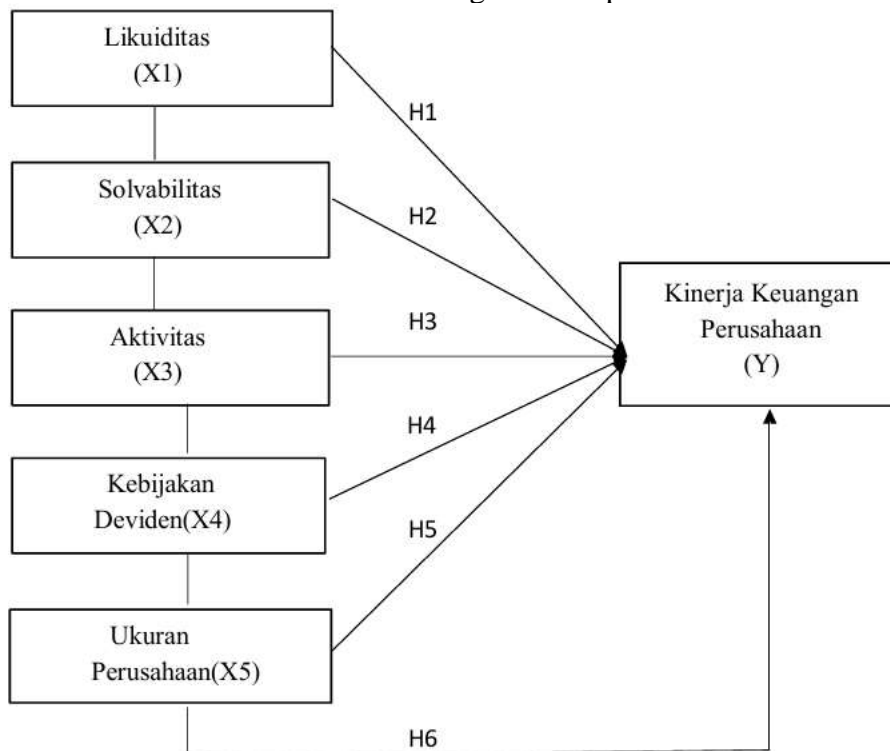 Likuiditas
(X1)
H1
Solvabilitas
(X2)
H2
Aktivitas
(X3)
H3
Kinerja Keuangan
Perusahaan
(Y)
Kebijakan
Deviden(X4)
H4
Ukuran
Perusahaan(X5)
H5
H6